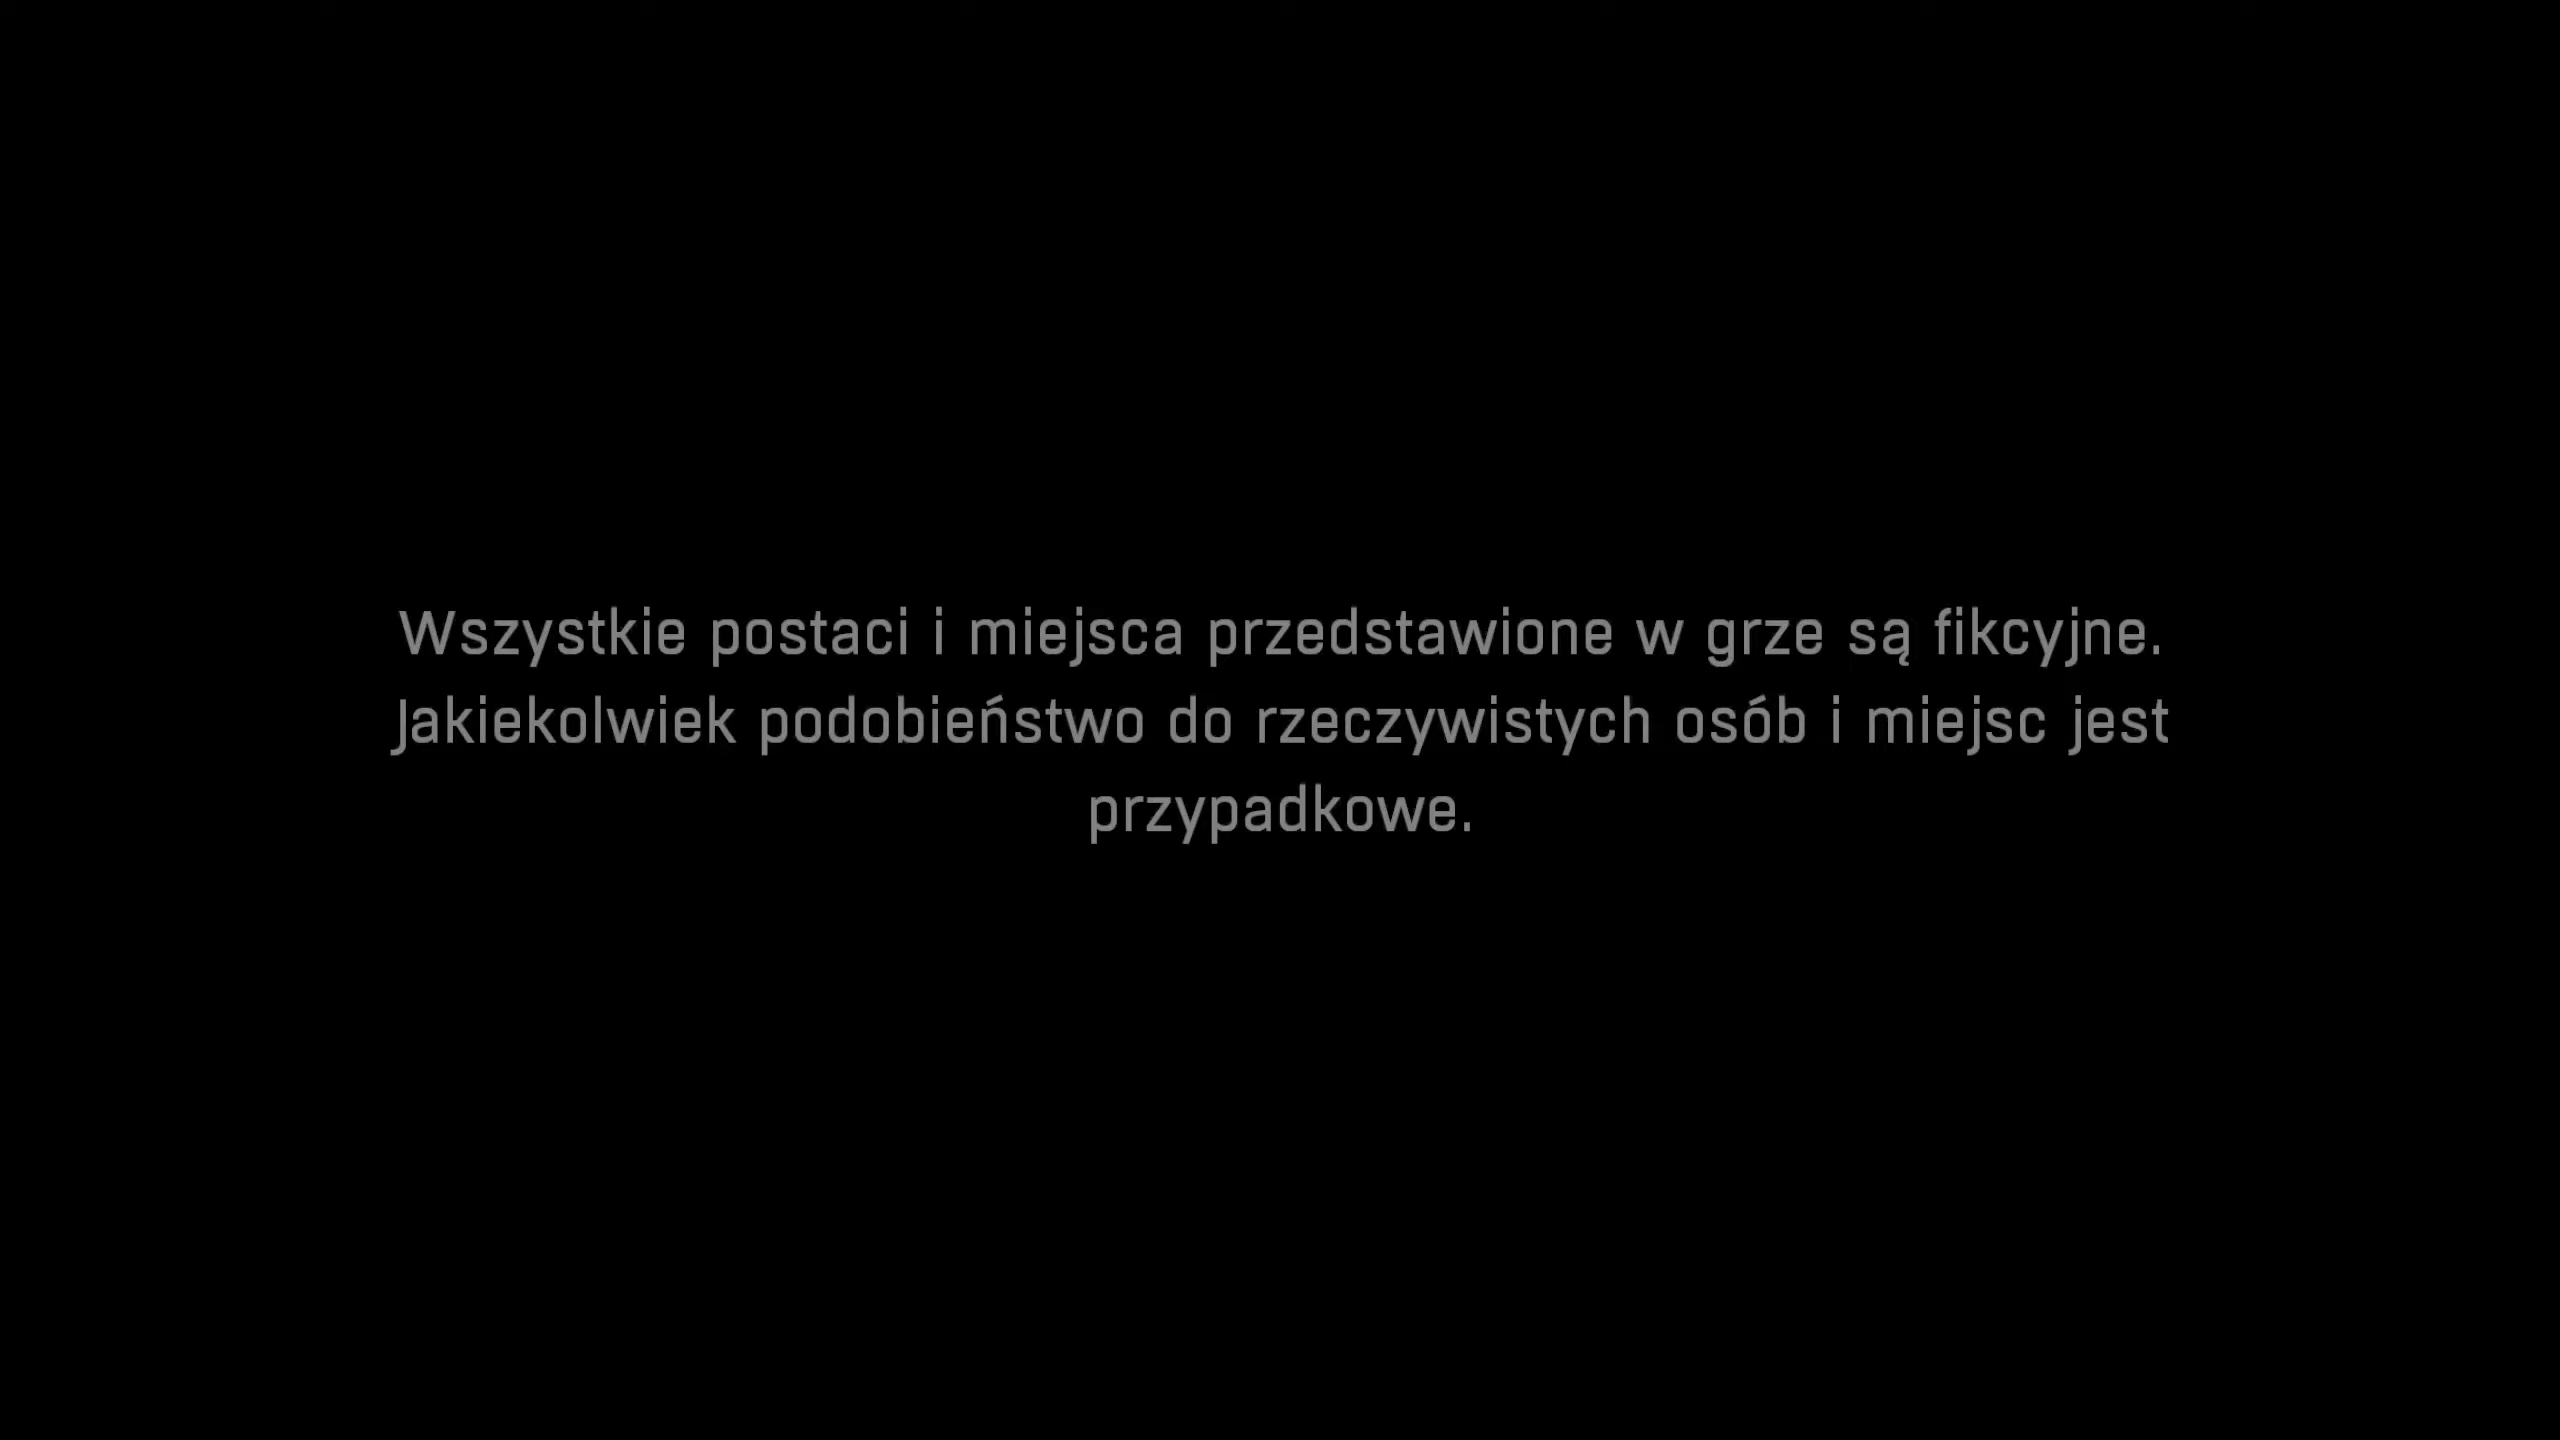 Wszystkie postaci i miejsca przedstawione w grze są fikcyjne.
Jakiekolwiek podobieństwo do rzeczywistych osób i miejsc jest
przypadkowe.